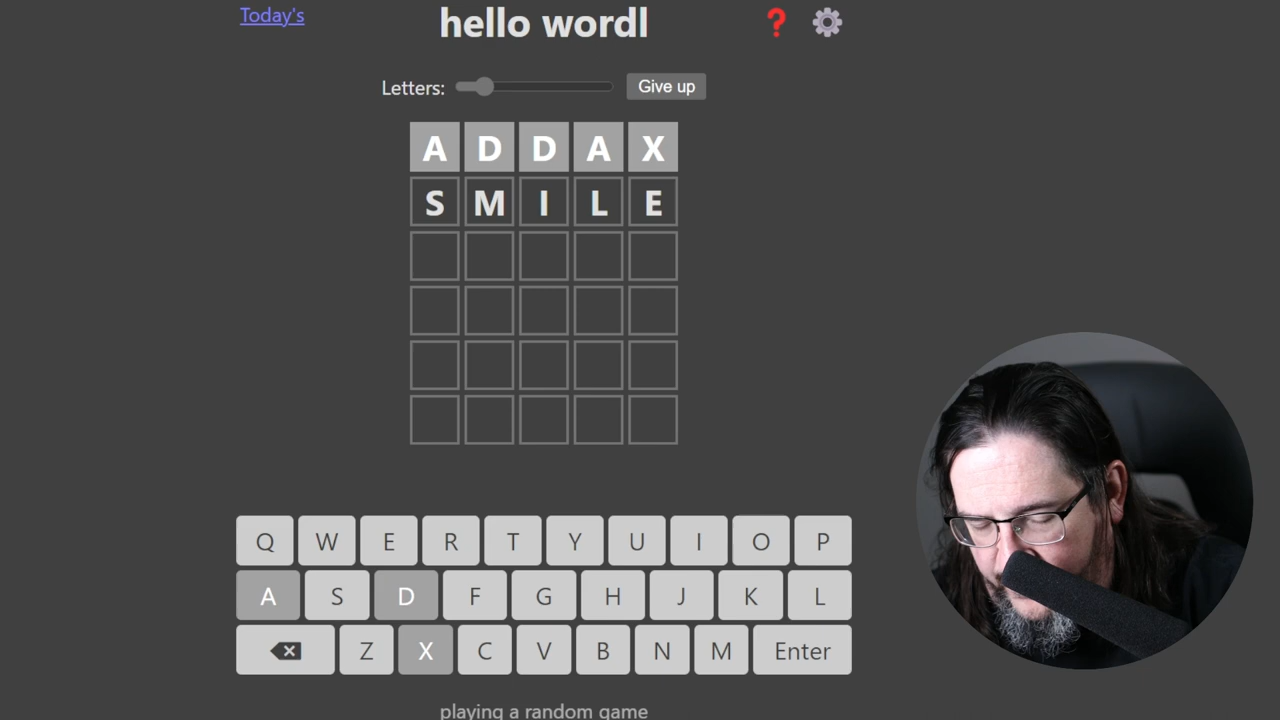 Today's
hello wordl
❓
Letters:
Give up
A D D A X
S M I L E
Q W E R T Y U I O P
A S D F G H J K L
Z X C V B N M Enter
playing a random game